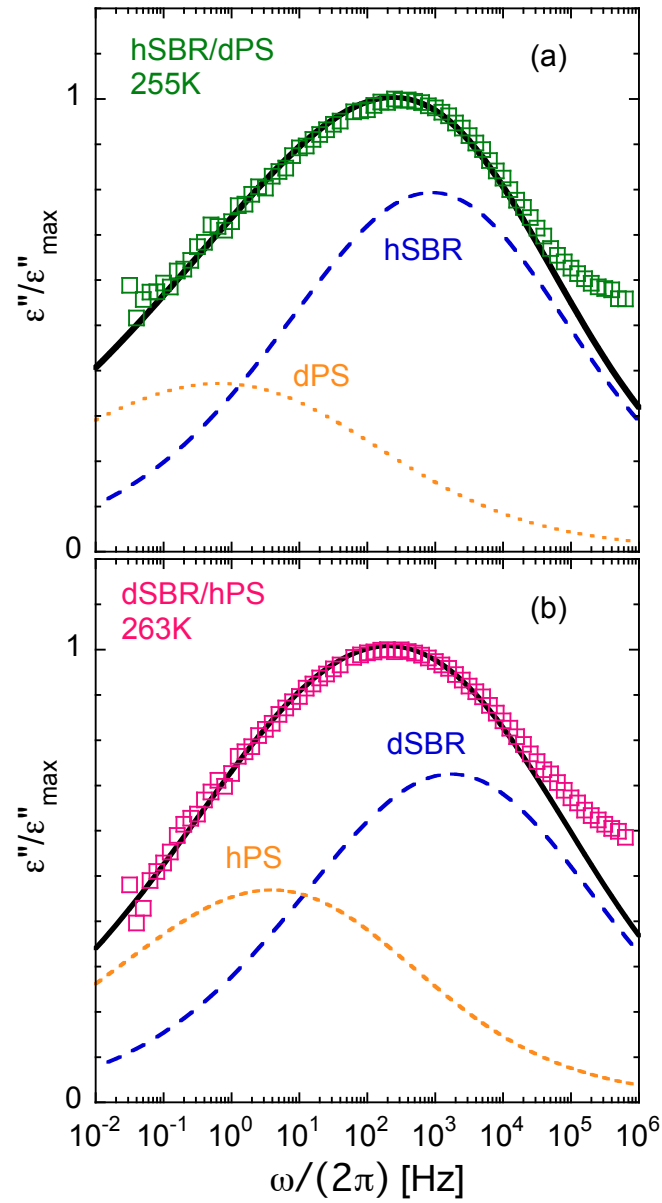 hSBR/dPS
255K
(a)
1
hSBR
dPS
ε"/ε"max
0
dSBR/hPS
263K
(b)
1
dSBR
hPS
ε"/ε"max
0
10⁻² 10⁻¹ 10⁰ 10¹ 10² 10³ 10⁴ 10⁵ 10⁶
ω/(2π) [Hz]